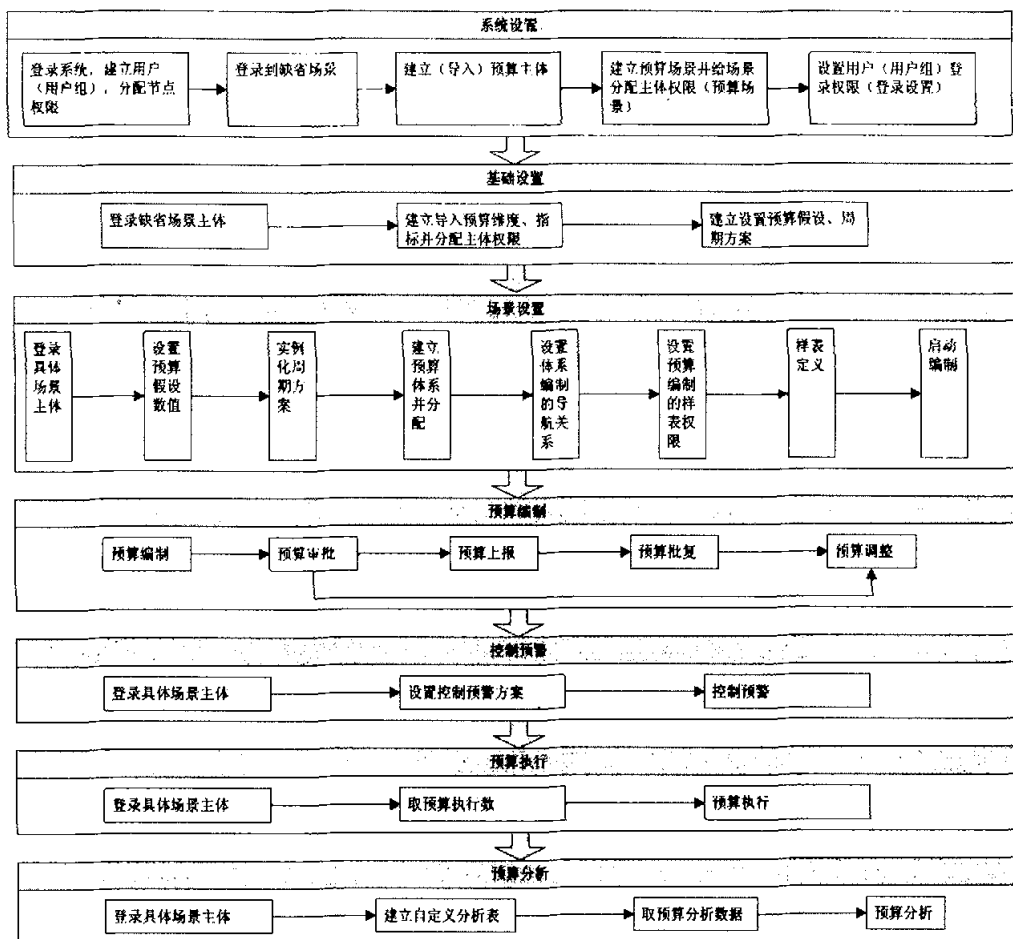 系统设置
登录系统，建立用户
（用户组），分配节点
权限
登录到缺省场景
建立（导入）预算主体
建立预算场景并给场景
分配主体权限（预算场
景）
设置用户（用户组）登
录权限（登录设置）
基础设置
登录缺省场景主体
建立导入预算维度、指
标并分配主体权限
建立设置预算假设、周
期方案
场景设置
登录
具体
场景
主体
设置
预算
假设
数值
实例
化周
期方
案
建立
预算
体系
并分
配
设置
体系
编制
的导
航关
系
设置
预算
编制
的样
表权
限
样表
定义
启动
编制
预算编制
预算编制
预算审批
预算上报
预算批复
预算调整
控制预警
登录具体场景主体
设置控制预警方案
控制预警
预算执行
登录具体场景主体
取预算执行数
预算执行
预算分析
登录具体场景主体
建立自定义分析表
取预算分析数据
预算分析